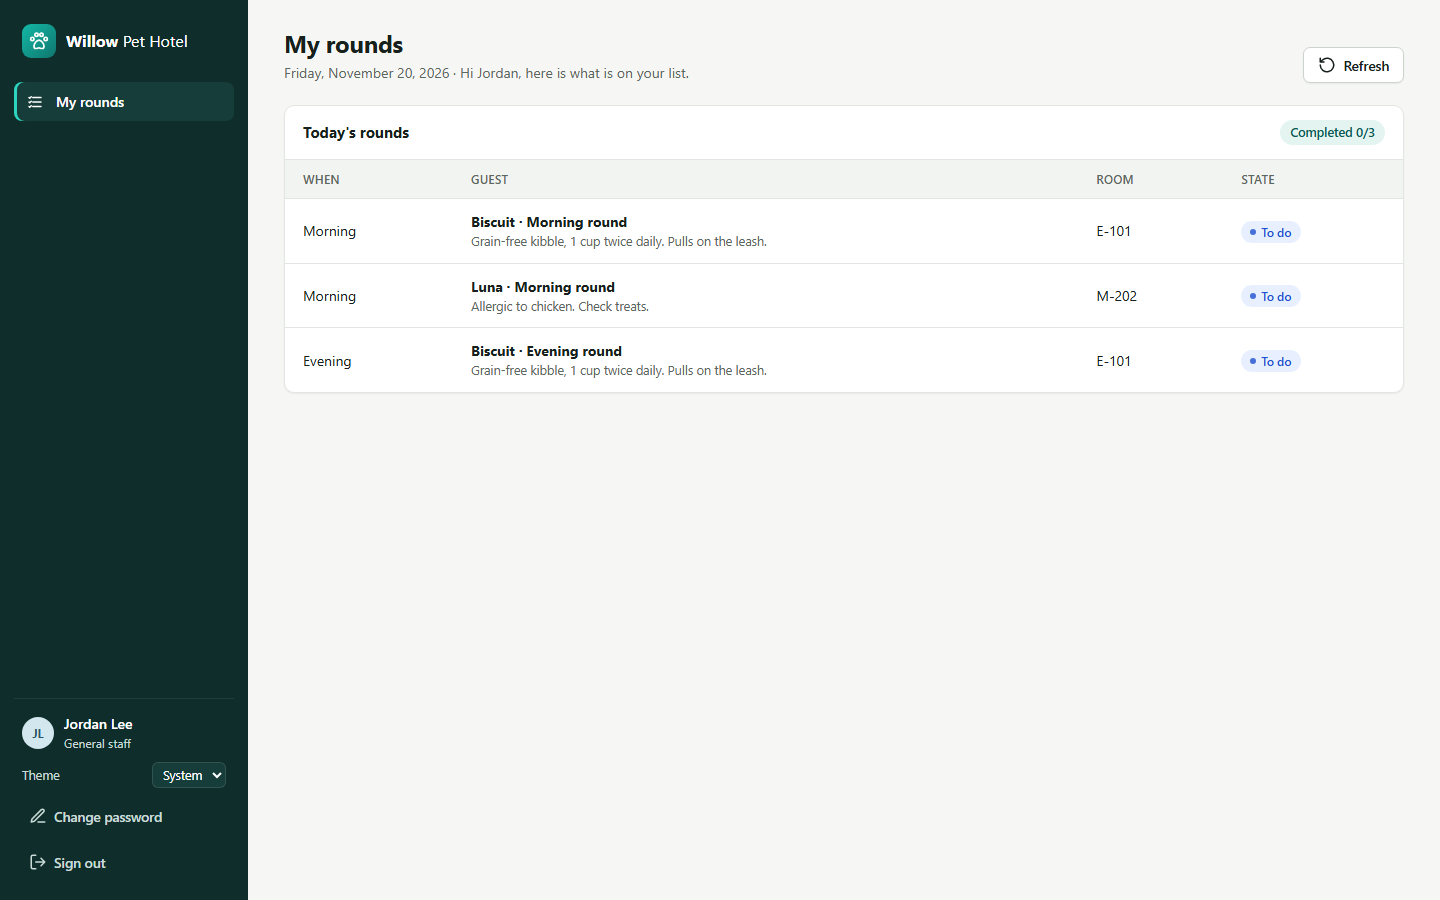 Willow Pet Hotel
My rounds
Jordan Lee
JL
General staff
Theme
System
Change password
Sign out
My rounds
Friday, November 20, 2026 · Hi Jordan, here is what is on your list.
Refresh
Today's rounds
Completed 0/3
WHEN GUEST ROOM STATE
Morning
Biscuit · Morning round
Grain-free kibble, 1 cup twice daily. Pulls on the leash.
E-101
To do
Morning
Luna · Morning round
Allergic to chicken. Check treats.
M-202
To do
Evening
Biscuit · Evening round
Grain-free kibble, 1 cup twice daily. Pulls on the leash.
E-101
To do